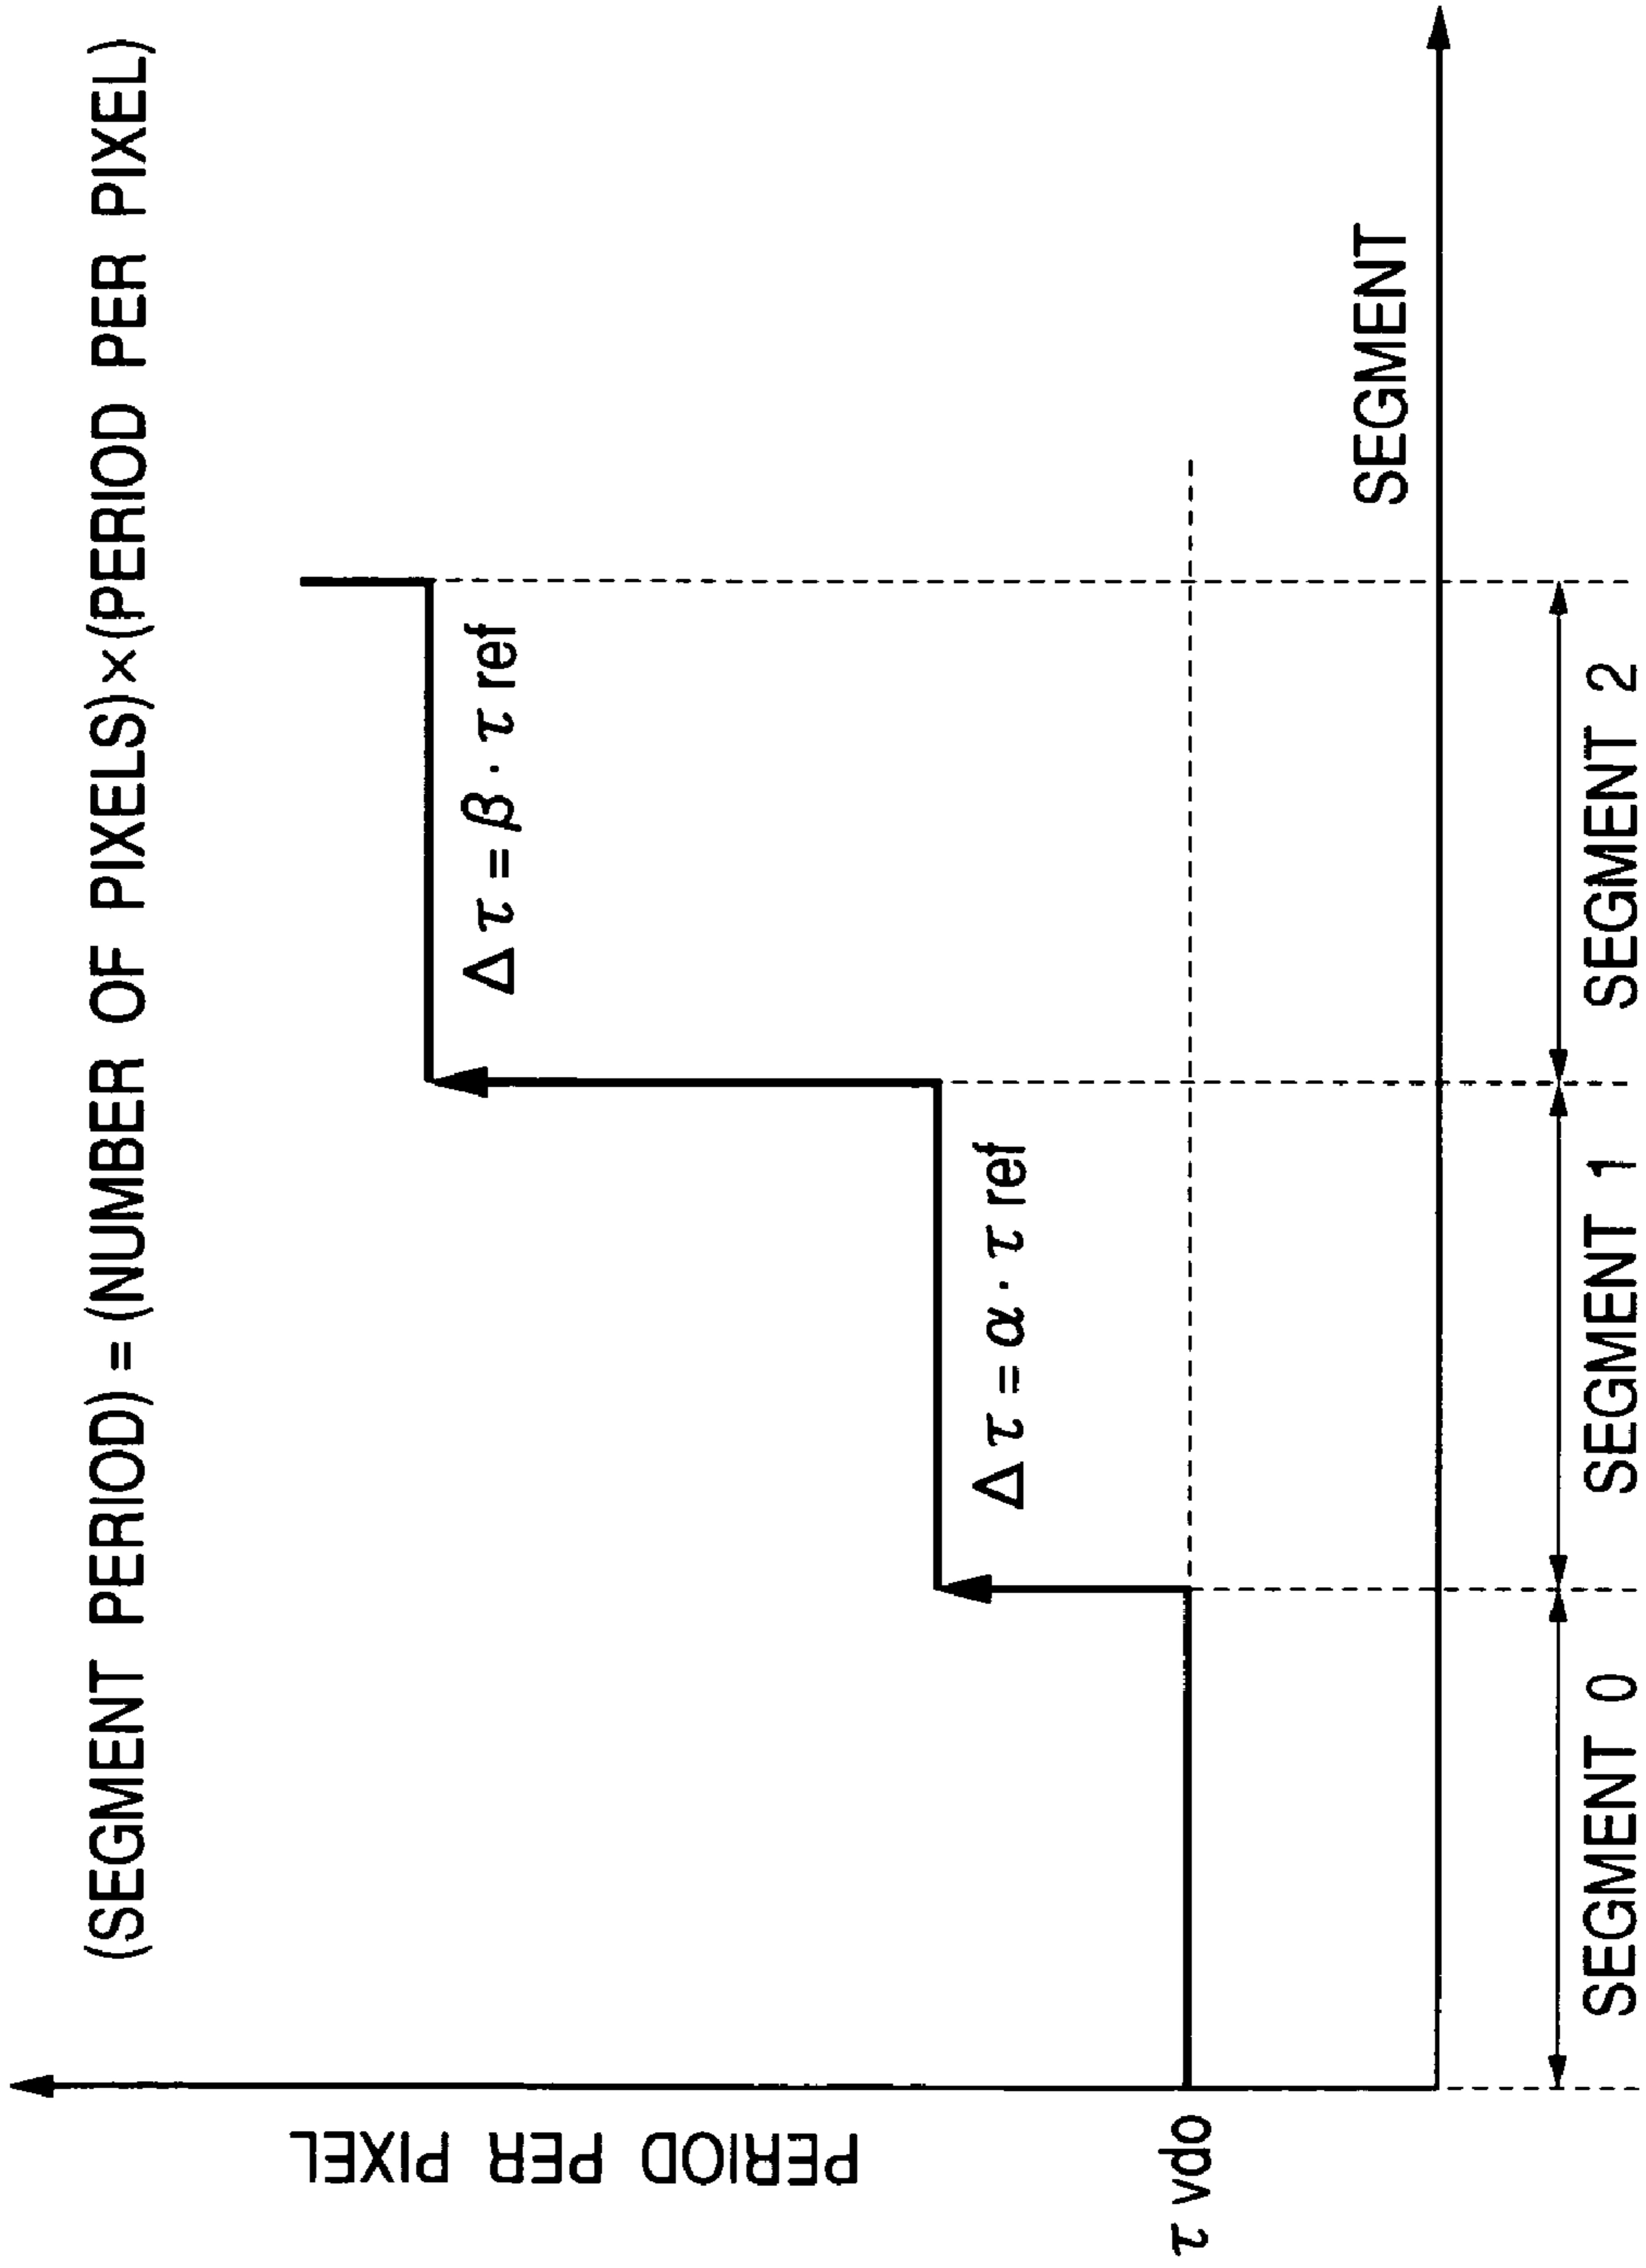 (SEGMENT PERIOD) = (NUMBER OF PIXELS)×(PERIOD PER PIXEL)
PERIOD PER PIXEL
Δτ = β · τ ref
Δτ = α · τ ref
τ vdo
SEGMENT
SEGMENT 0
SEGMENT 1
SEGMENT 2